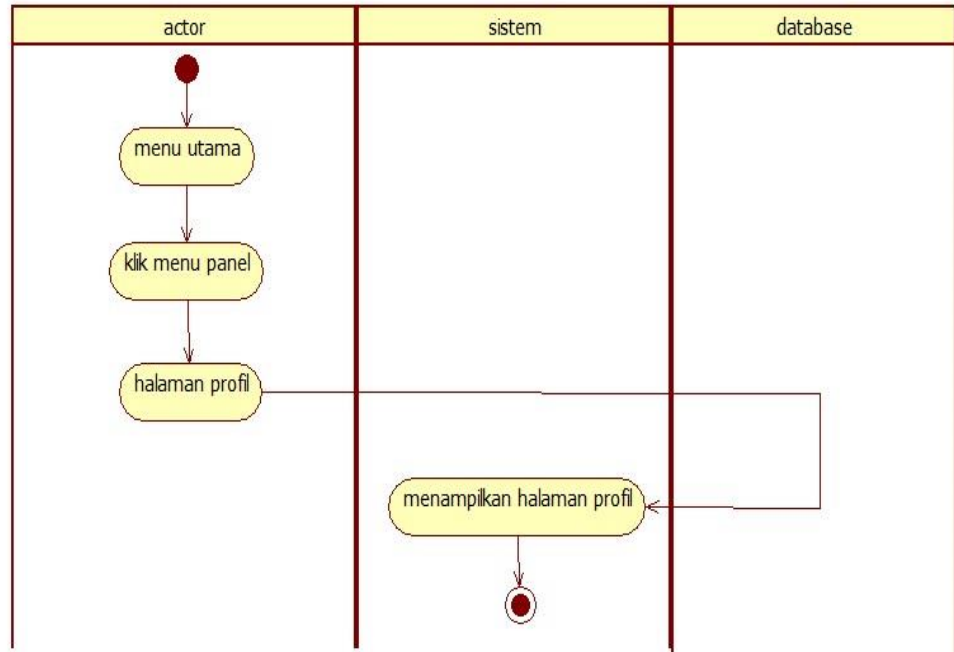 actor
sistem
database
menu utama
klik menu panel
halaman profil
menampilkan halaman profil